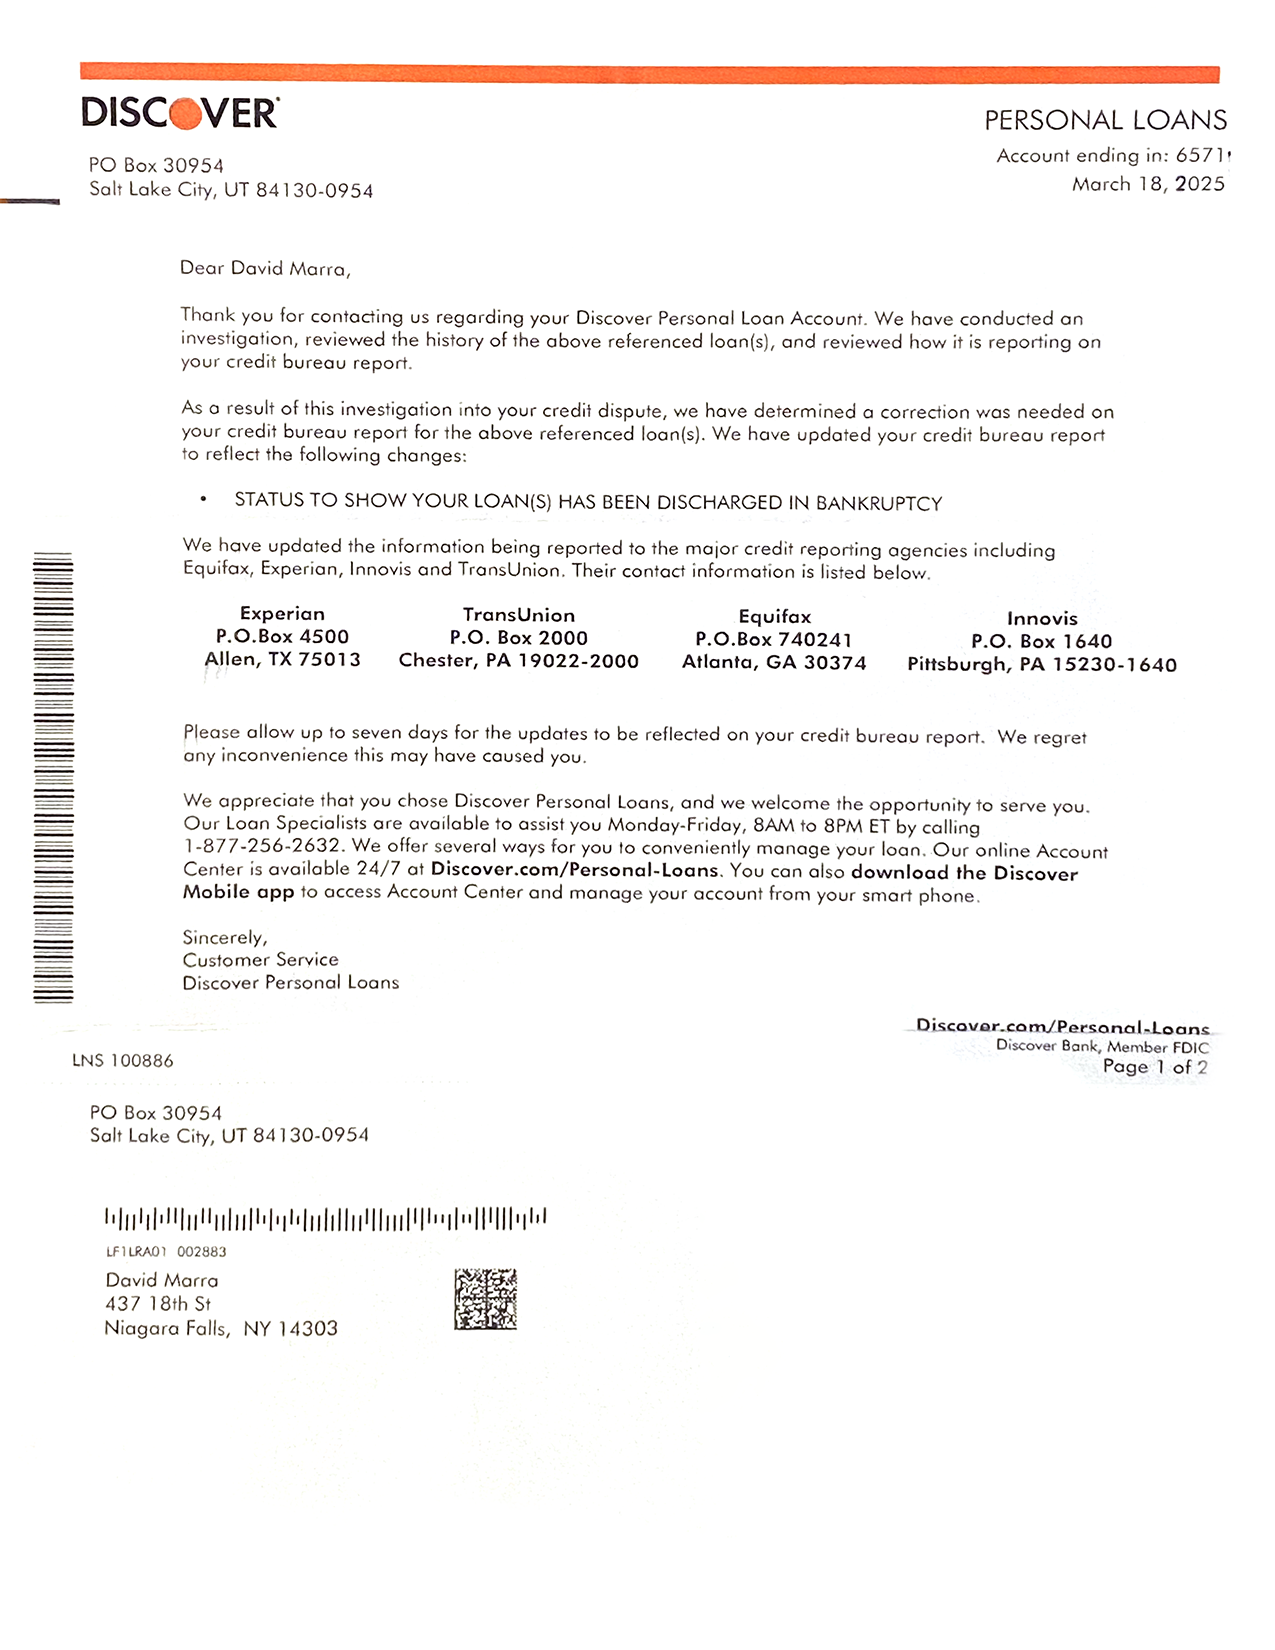 DISCOVER
PERSONAL LOANS
PO Box 30954
Salt Lake City, UT 84130-0954
Account ending in: 6571
March 18, 2025
Dear David Marra,
Thank you for contacting us regarding your Discover Personal Loan Account. We have conducted an
investigation, reviewed the history of the above referenced loan(s), and reviewed how it is reporting on
your credit bureau report.
As a result of this investigation into your credit dispute, we have determined a correction was needed on
your credit bureau report for the above referenced loan(s). We have updated your credit bureau report
to reflect the following changes:
• STATUS TO SHOW YOUR LOAN(S) HAS BEEN DISCHARGED IN BANKRUPTCY
We have updated the information being reported to the major credit reporting agencies including
Equifax, Experian, Innovis and TransUnion. Their contact information is listed below.
Experian TransUnion Equifax Innovis
P.O.Box 4500 P.O. Box 2000 P.O.Box 740241 P.O. Box 1640
Allen, TX 75013 Chester, PA 19022-2000 Atlanta, GA 30374 Pittsburgh, PA 15230-1640
Please allow up to seven days for the updates to be reflected on your credit bureau report. We regret
any inconvenience this may have caused you.
We appreciate that you chose Discover Personal Loans, and we welcome the opportunity to serve you.
Our Loan Specialists are available to assist you Monday-Friday, 8AM to 8PM ET by calling
1-877-256-2632. We offer several ways for you to conveniently manage your loan. Our online Account
Center is available 24/7 at Discover.com/Personal-Loans. You can also download the Discover
Mobile app to access Account Center and manage your account from your smart phone.
Sincerely,
Customer Service
Discover Personal Loans
Discover.com/Personal-Loans
Discover Bank, Member FDIC
Page 1 of 2
LNS 100886
PO Box 30954
Salt Lake City, UT 84130-0954
LF1LRA01 002883
David Marra
437 18th St
Niagara Falls, NY 14303